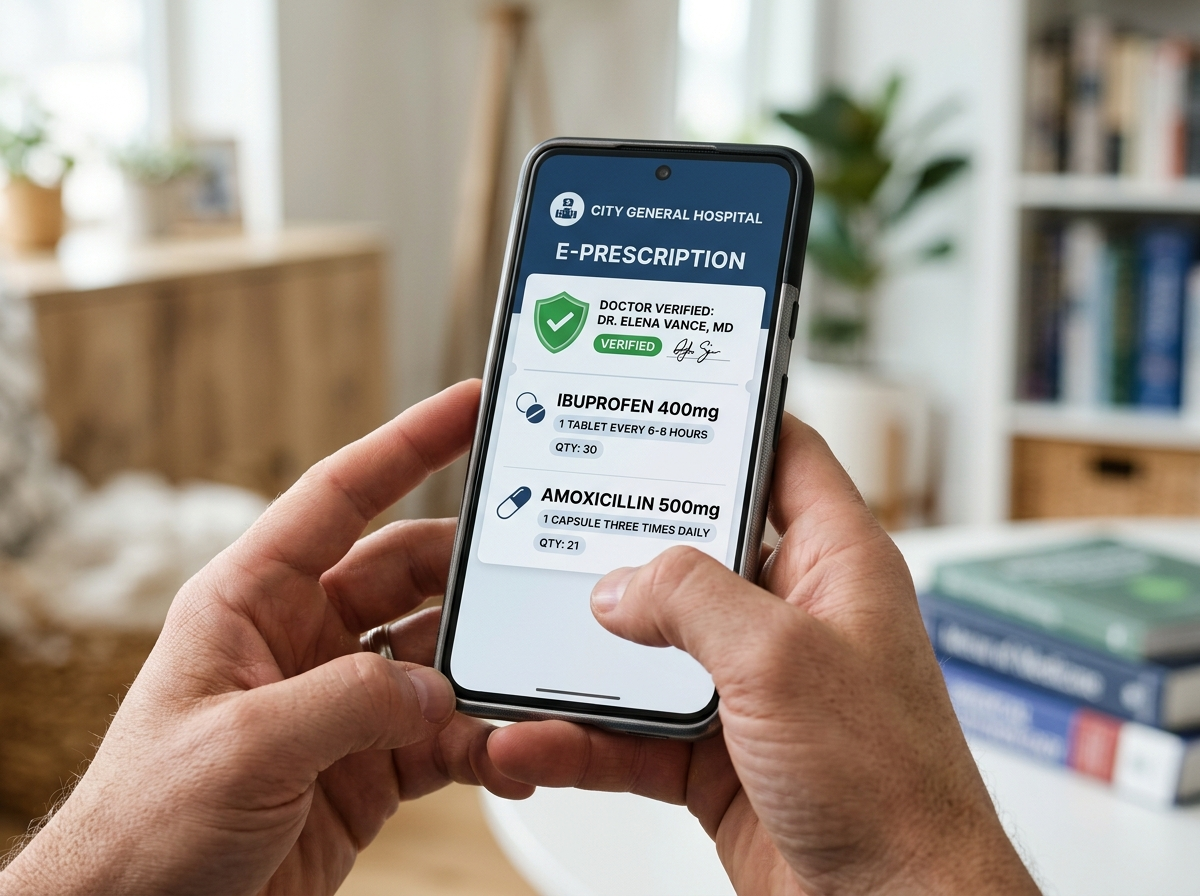 CITY GENERAL HOSPITAL
E-PRESCRIPTION
DOCTOR VERIFIED:
DR. ELENA VANCE, MD
VERIFIED
IBUPROFEN 400mg
1 TABLET EVERY 6-8 HOURS
QTY: 30
AMOXICILLIN 500mg
1 CAPSULE THREE TIMES DAILY
QTY: 21